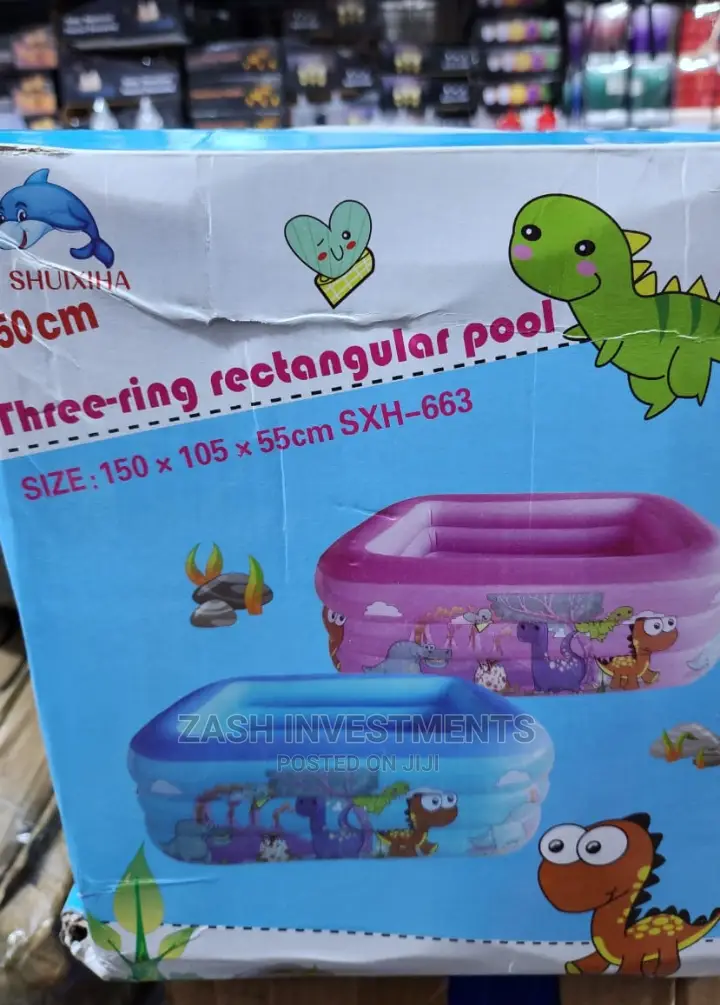 SHUIXIHA
50cm
Three-ring rectangular pool
SIZE:150 × 105 × 55cm SXH-663
ZASH INVESTMENTS
POSTED ON JIJI